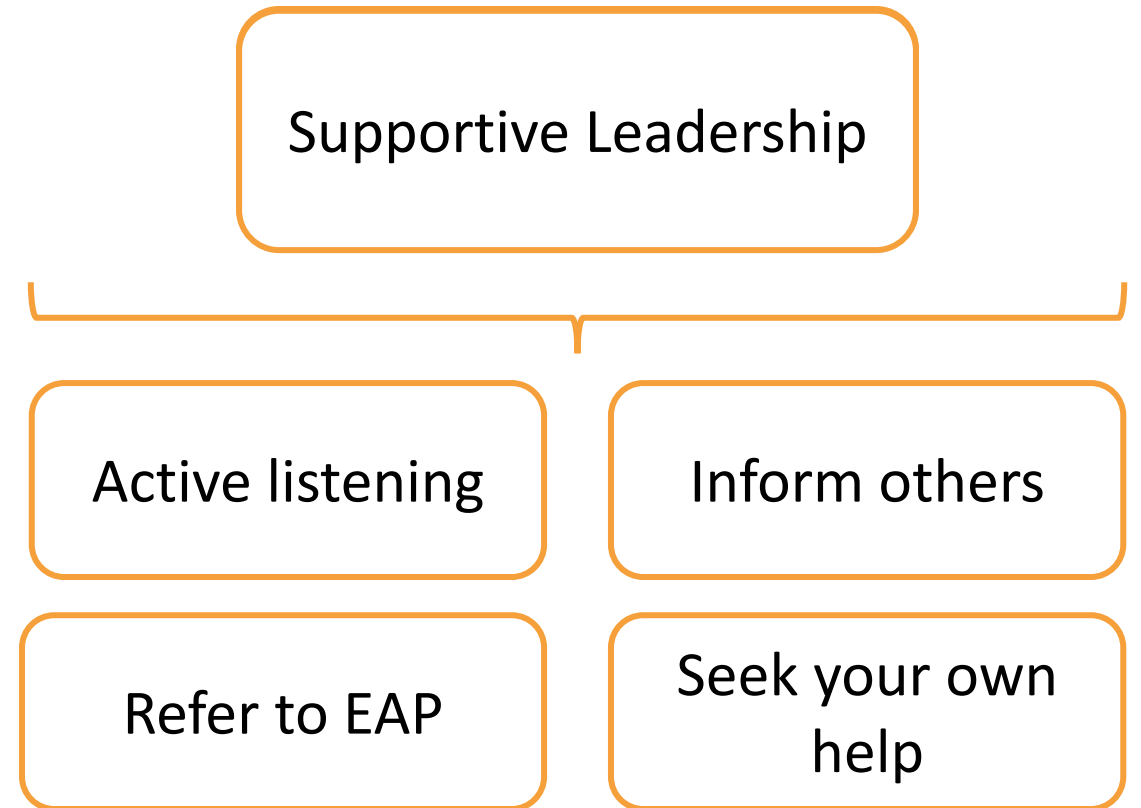 Supportive Leadership
Active listening
Inform others
Refer to EAP
Seek your own
help